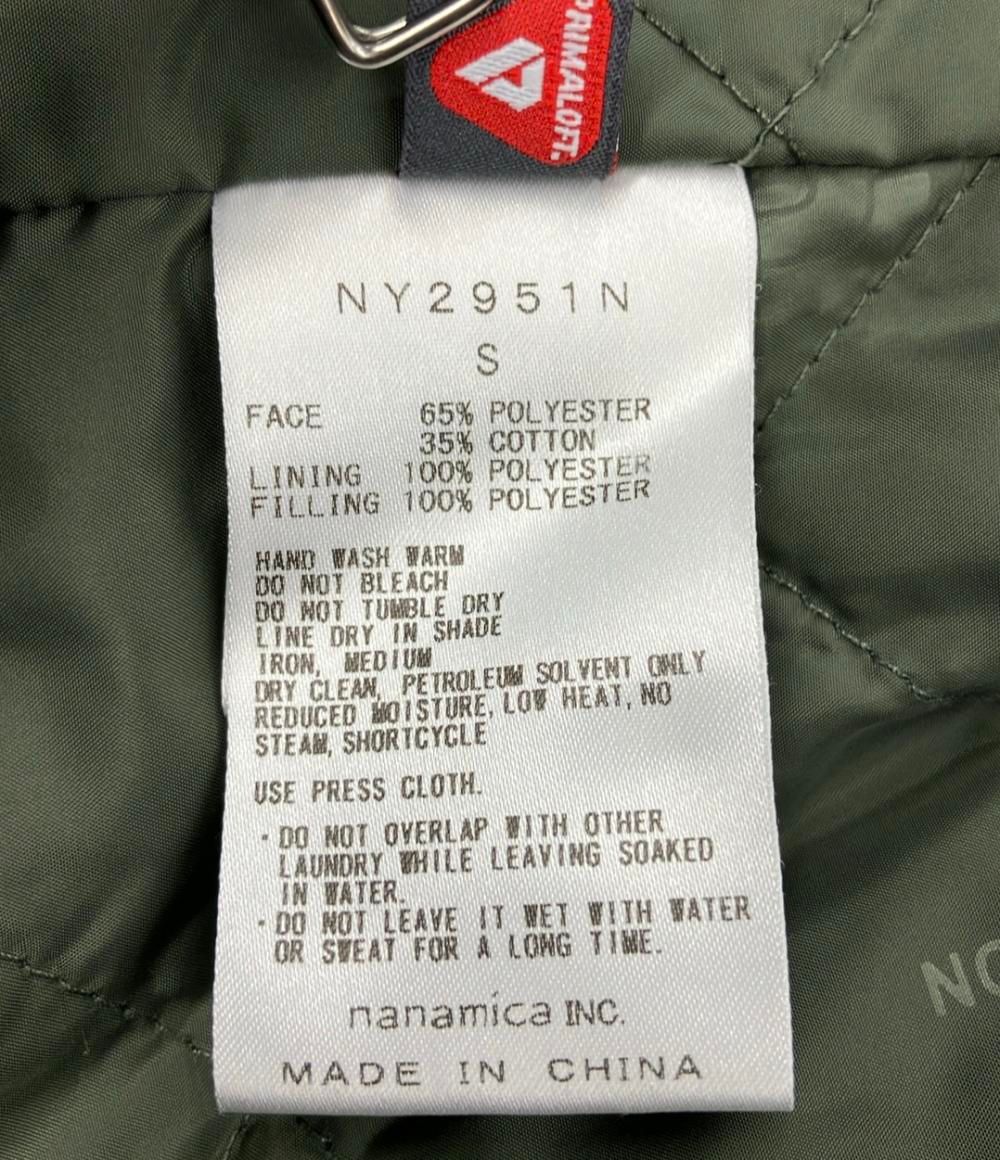 PRIMALOFT.
NY2951N
S
FACE 65% POLYESTER
35% COTTON
LINING 100% POLYESTER
FILLING 100% POLYESTER
HAND WASH WARM
DO NOT BLEACH
DO NOT TUMBLE DRY
LINE DRY IN SHADE
IRON, MEDIUM
DRY CLEAN, PETROLEUM SOLVENT ONLY
REDUCED MOISTURE, LOW HEAT, NO
STEAM, SHORTCYCLE
USE PRESS CLOTH.
・DO NOT OVERLAP WITH OTHER
LAUNDRY WHILE LEAVING SOAKED
IN WATER.
・DO NOT LEAVE IT WET WITH WATER
OR SWEAT FOR A LONG TIME.
nanamica INC.
MADE IN CHINA